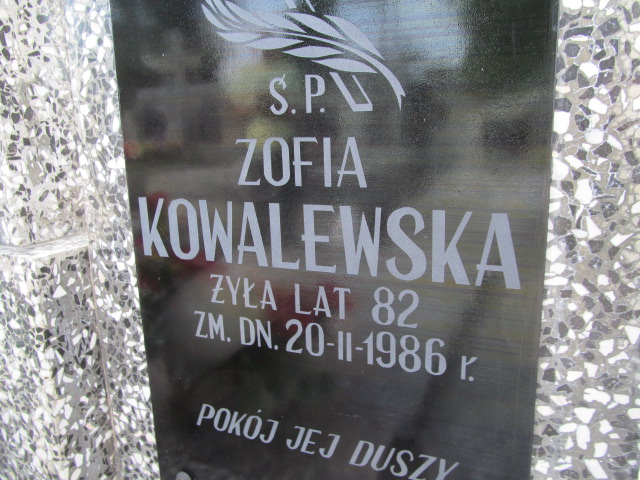 Ś.P.
ZOFIA
KOWALEWSKA
ŻYŁA LAT 82
ZM. DN. 20-II-1986 r.
POKÓJ JEJ DUSZY